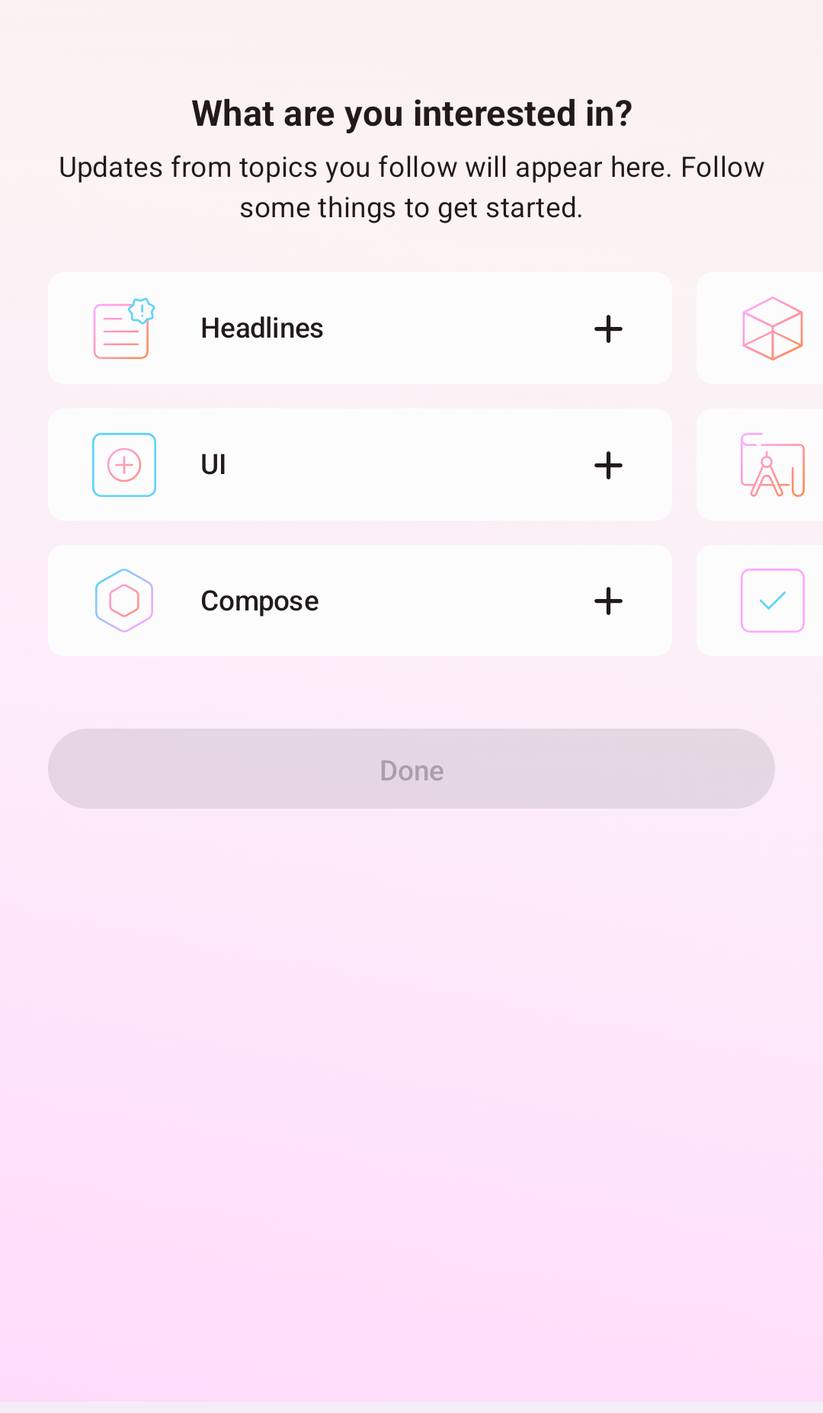 What are you interested in?
Updates from topics you follow will appear here. Follow
some things to get started.
Headlines
UI
Compose
Done